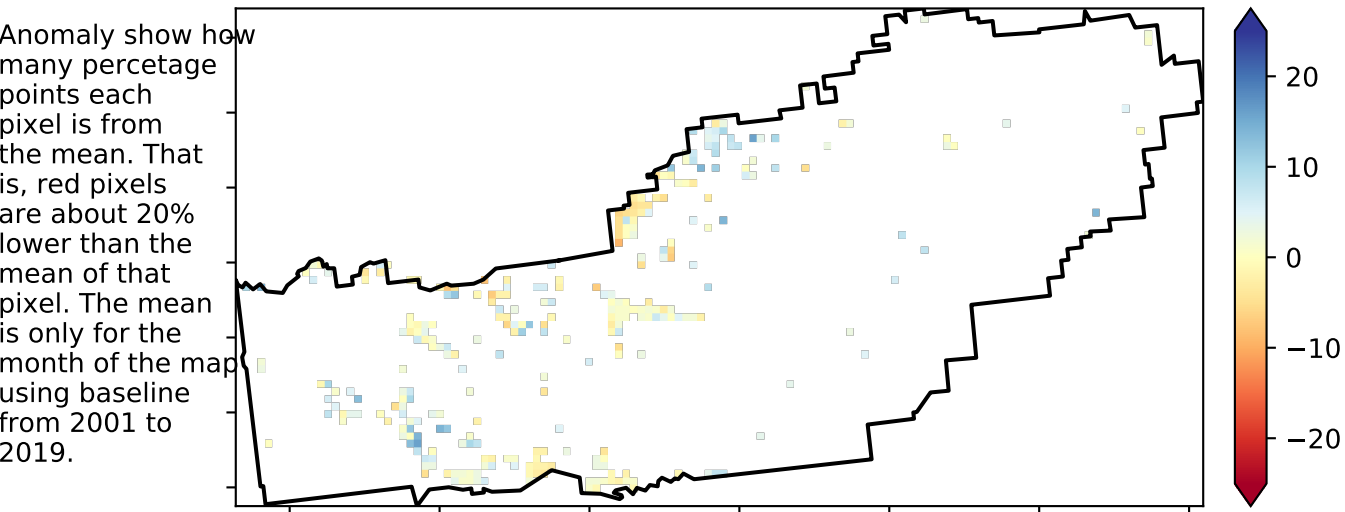 Anomaly show how
many percetage
points each
pixel is from
the mean. That
is, red pixels
are about 20%
lower than the
mean of that
pixel. The mean
is only for the
month of the map
using baseline
from 2001 to
2019.
20
10
0
−10
−20